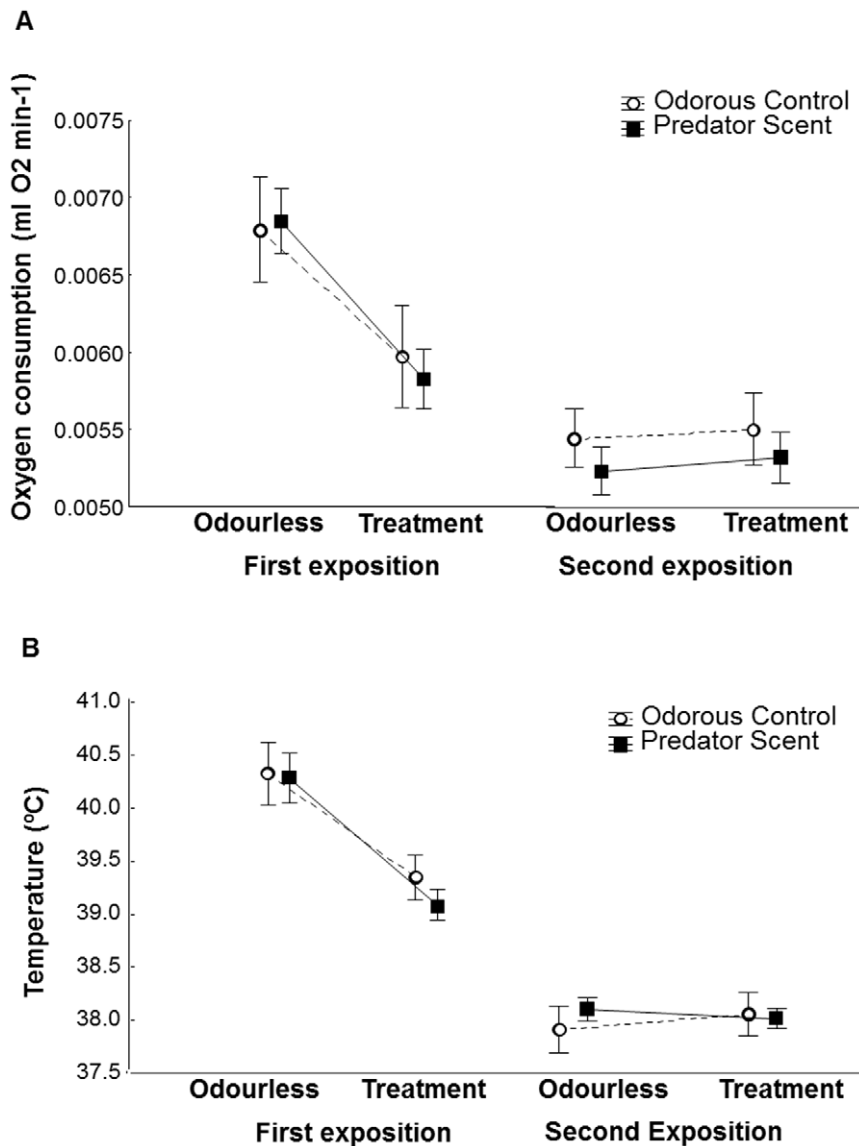 A
Oxygen consumption (ml O2 min-1)
Odorous Control
Predator Scent
0.0075
0.0070
0.0065
0.0060
0.0055
0.0050
Odourless Treatment Odourless Treatment
First exposition Second exposition
B
Temperature (ºC)
Odorous Control
Predator Scent
41.0
40.5
40.0
39.5
39.0
38.5
38.0
37.5
Odourless Treatment Odourless Treatment
First exposition Second Exposition